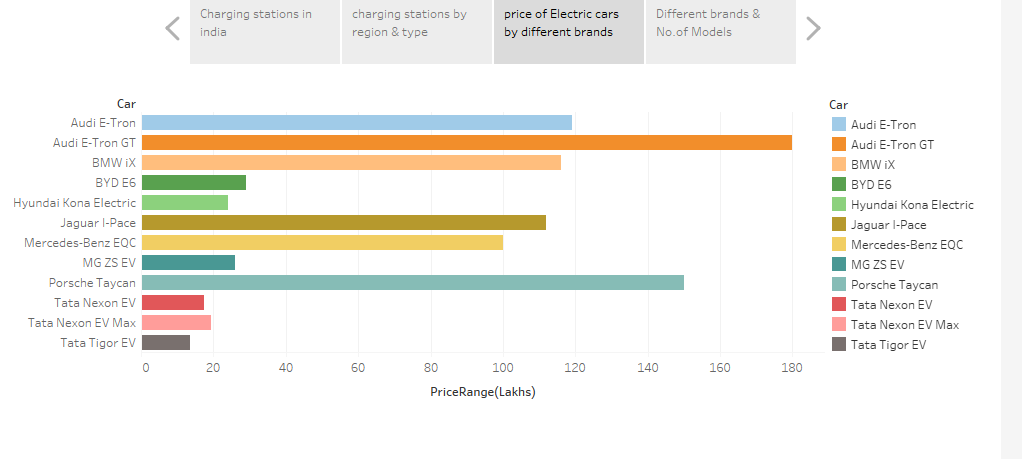 Charging stations in
india
charging stations by
region & type
price of Electric cars
by different brands
Different brands &
No.of Models
Car
Audi E-Tron
Audi E-Tron GT
BMW iX
BYD E6
Hyundai Kona Electric
Jaguar I-Pace
Mercedes-Benz EQC
MG ZS EV
Porsche Taycan
Tata Nexon EV
Tata Nexon EV Max
Tata Tigor EV
0 20 40 60 80 100 120 140 160 180
PriceRange(Lakhs)
Car
Audi E-Tron
Audi E-Tron GT
BMW iX
BYD E6
Hyundai Kona Electric
Jaguar I-Pace
Mercedes-Benz EQC
MG ZS EV
Porsche Taycan
Tata Nexon EV
Tata Nexon EV Max
Tata Tigor EV